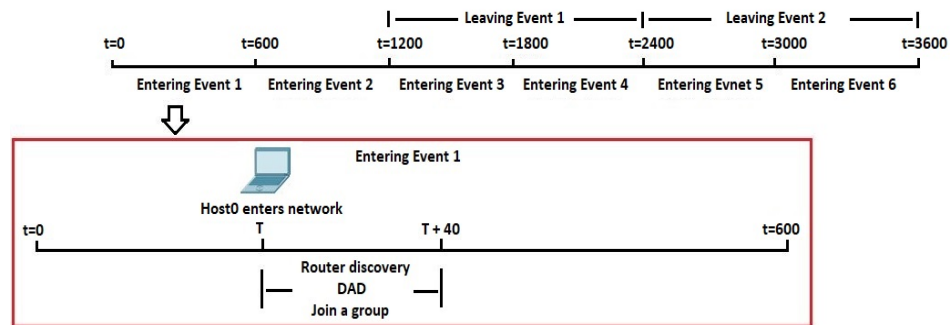 Leaving Event 1 Leaving Event 2
t=0 t=600 t=1200 t=1800 t=2400 t=3000 t=3600
Entering Event 1 Entering Event 2 Entering Event 3 Entering Event 4 Entering Evnet 5 Entering Event 6
Entering Event 1
Host0 enters network
t=0 T T + 40 t=600
Router discovery
DAD
Join a group